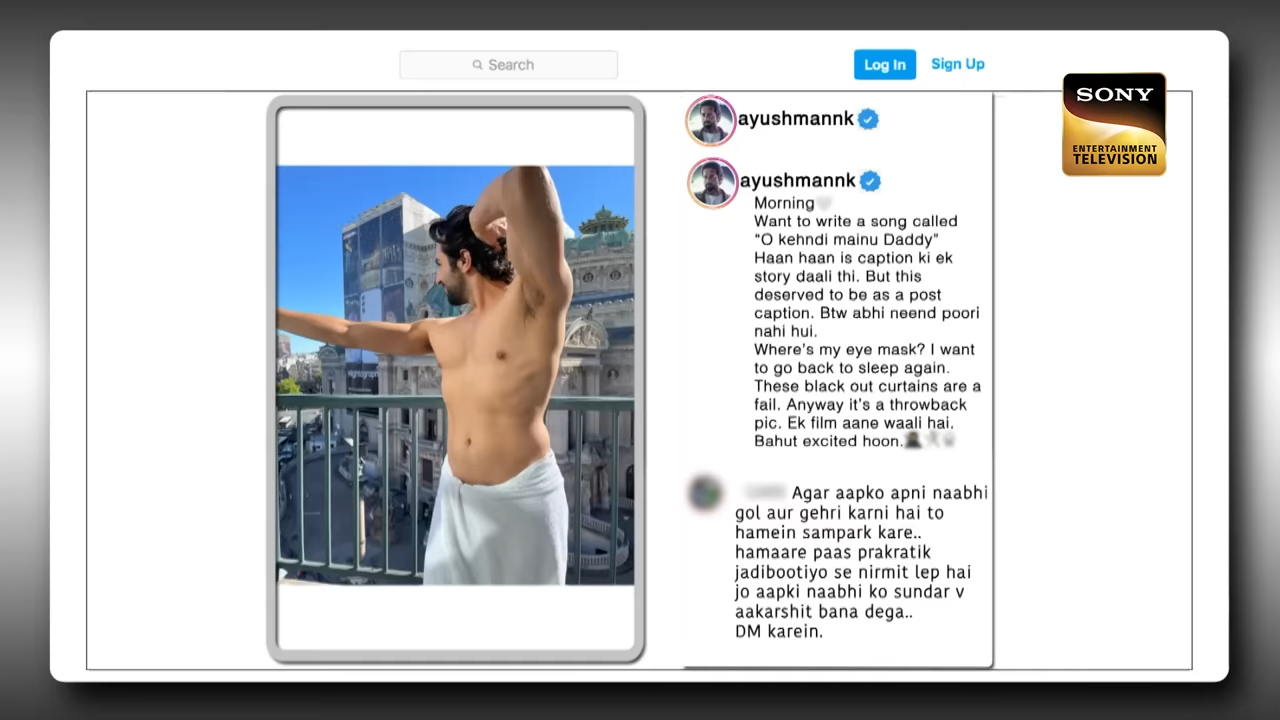 Search
Log In
Sign Up
SONY
ENTERTAINMENT
TELEVISION
ayushmannk
ayushmannk
Morning
Want to write a song called
"O kehndi mainu Daddy"
Haan haan is caption ki ek
story daali thi. But this
deserved to be as a post
caption. Btw abhi neend poori
nahi hui.
Where's my eye mask? I want
to go back to sleep again.
These black out curtains are a
fail. Anyway it's a throwback
pic. Ek film aane waali hai.
Bahut excited hoon.
Agar aapko apni naabhi
gol aur gehri karni hai to
hamein sampark kare..
hamaare paas prakratik
jadibootiyo se nirmit lep hai
jo aapki naabhi ko sundar v
aakarshit bana dega..
DM karein.